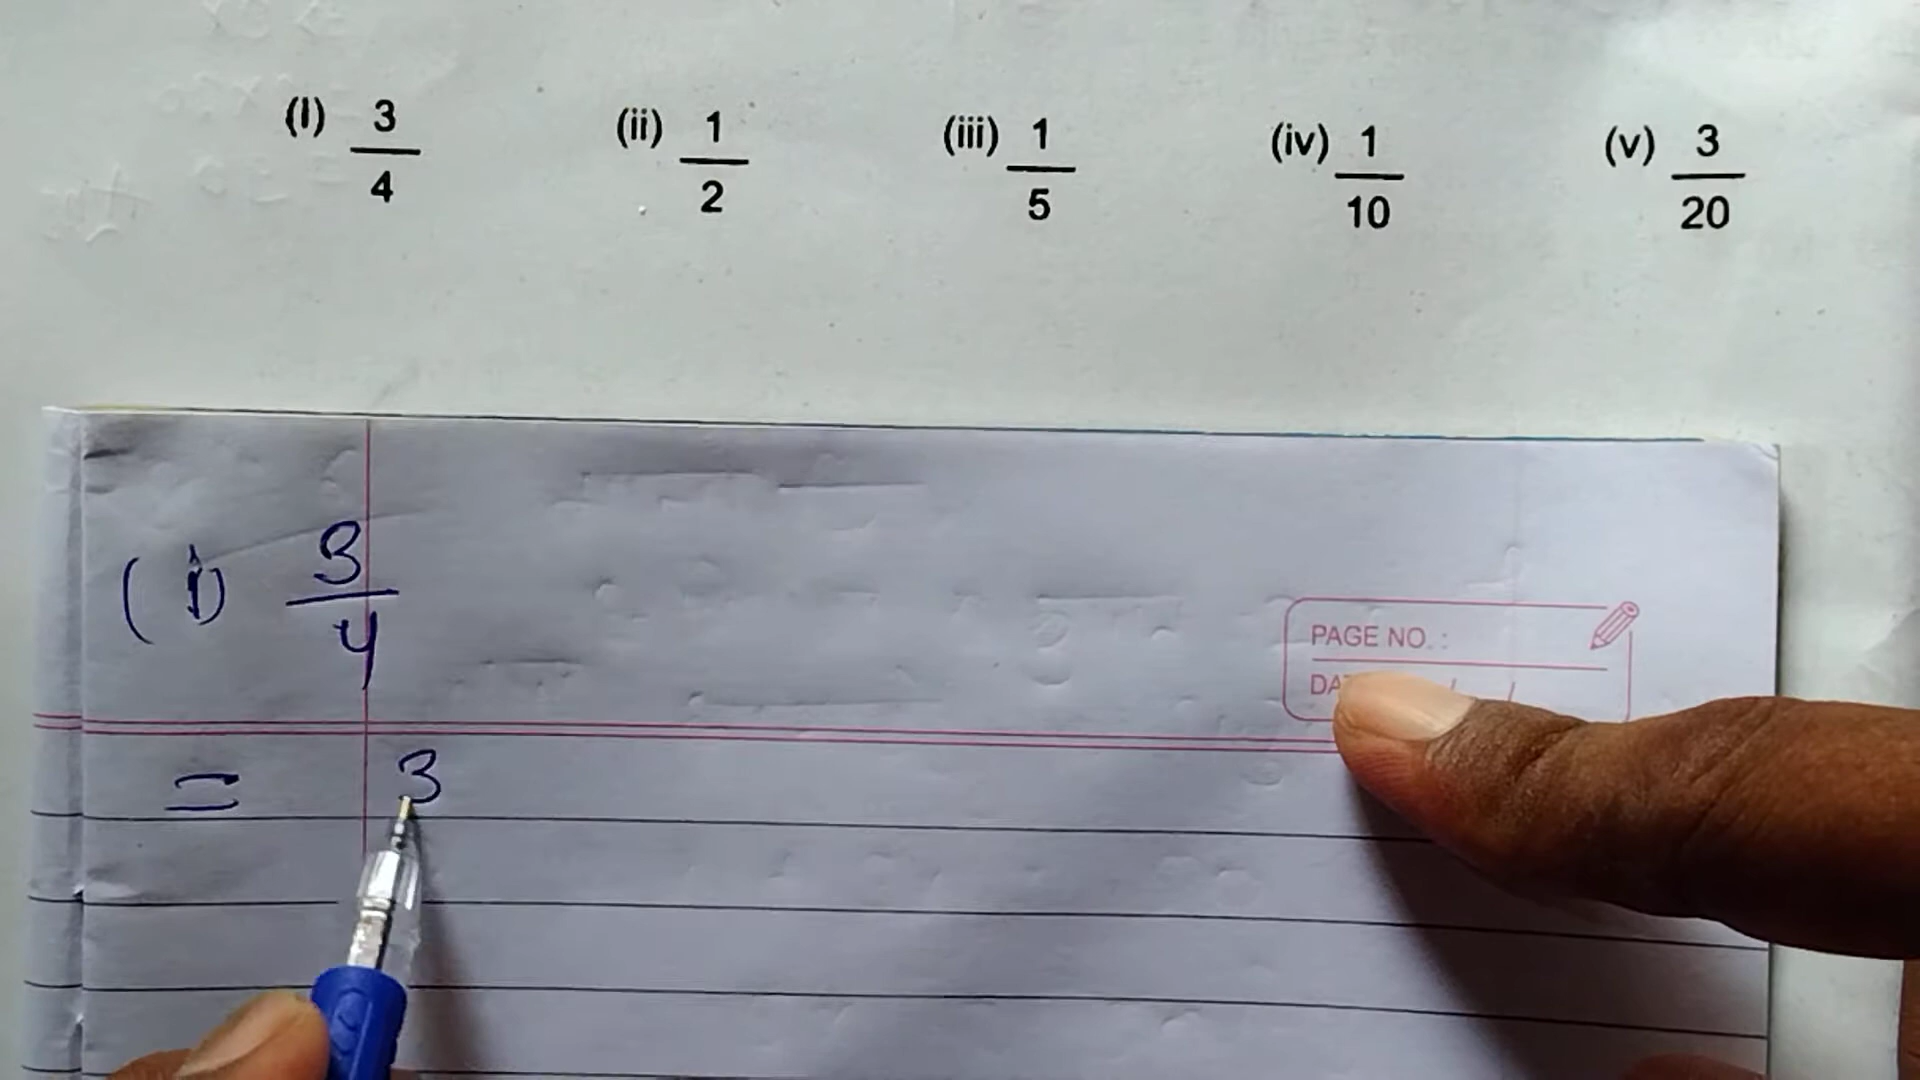 (i) 3/4 (ii) 1/2 (iii) 1/5 (iv) 1/10 (v) 3/20
(i) 3/4
PAGE NO. :
/ /
= 3